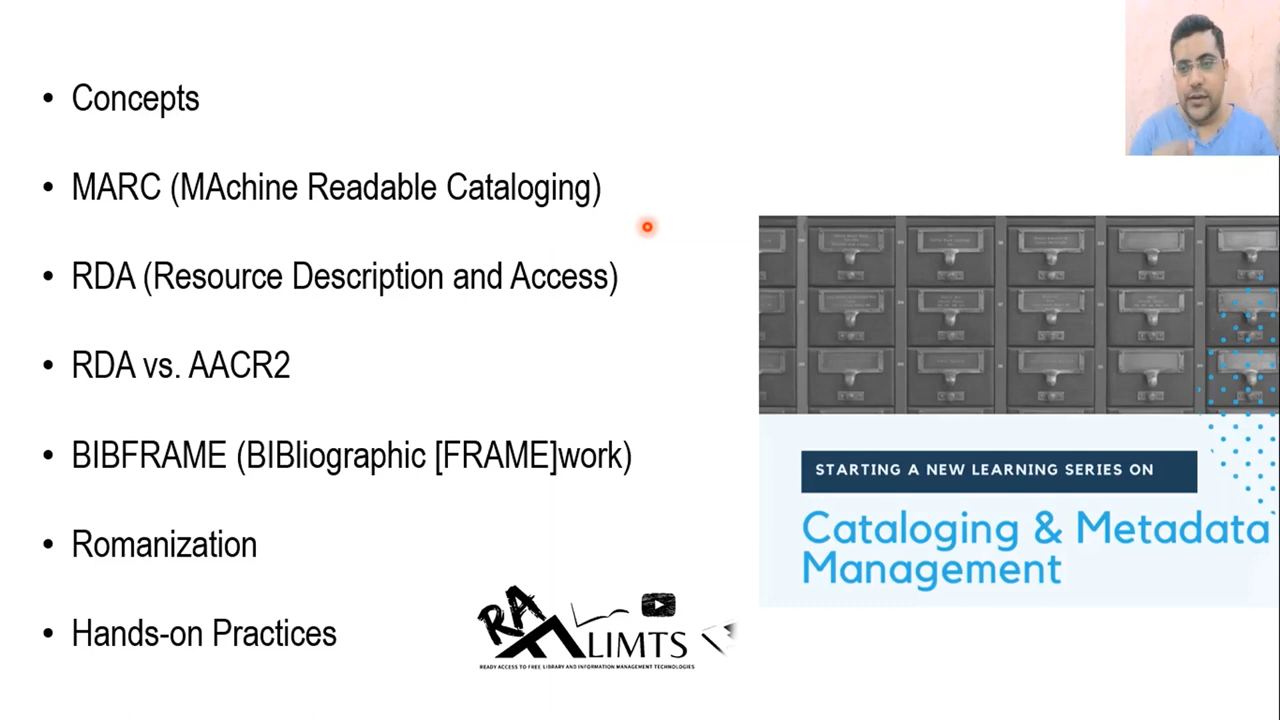 • Concepts
• MARC (MAchine Readable Cataloging)
• RDA (Resource Description and Access)
• RDA vs. AACR2
• BIBFRAME (BIBliographic [FRAME]work)
• Romanization
• Hands-on Practices
STARTING A NEW LEARNING SERIES ON
Cataloging & Metadata
Management
RA
LIMTS
READY ACCESS TO FREE LIBRARY AND INFORMATION MANAGEMENT TECHNOLOGIES